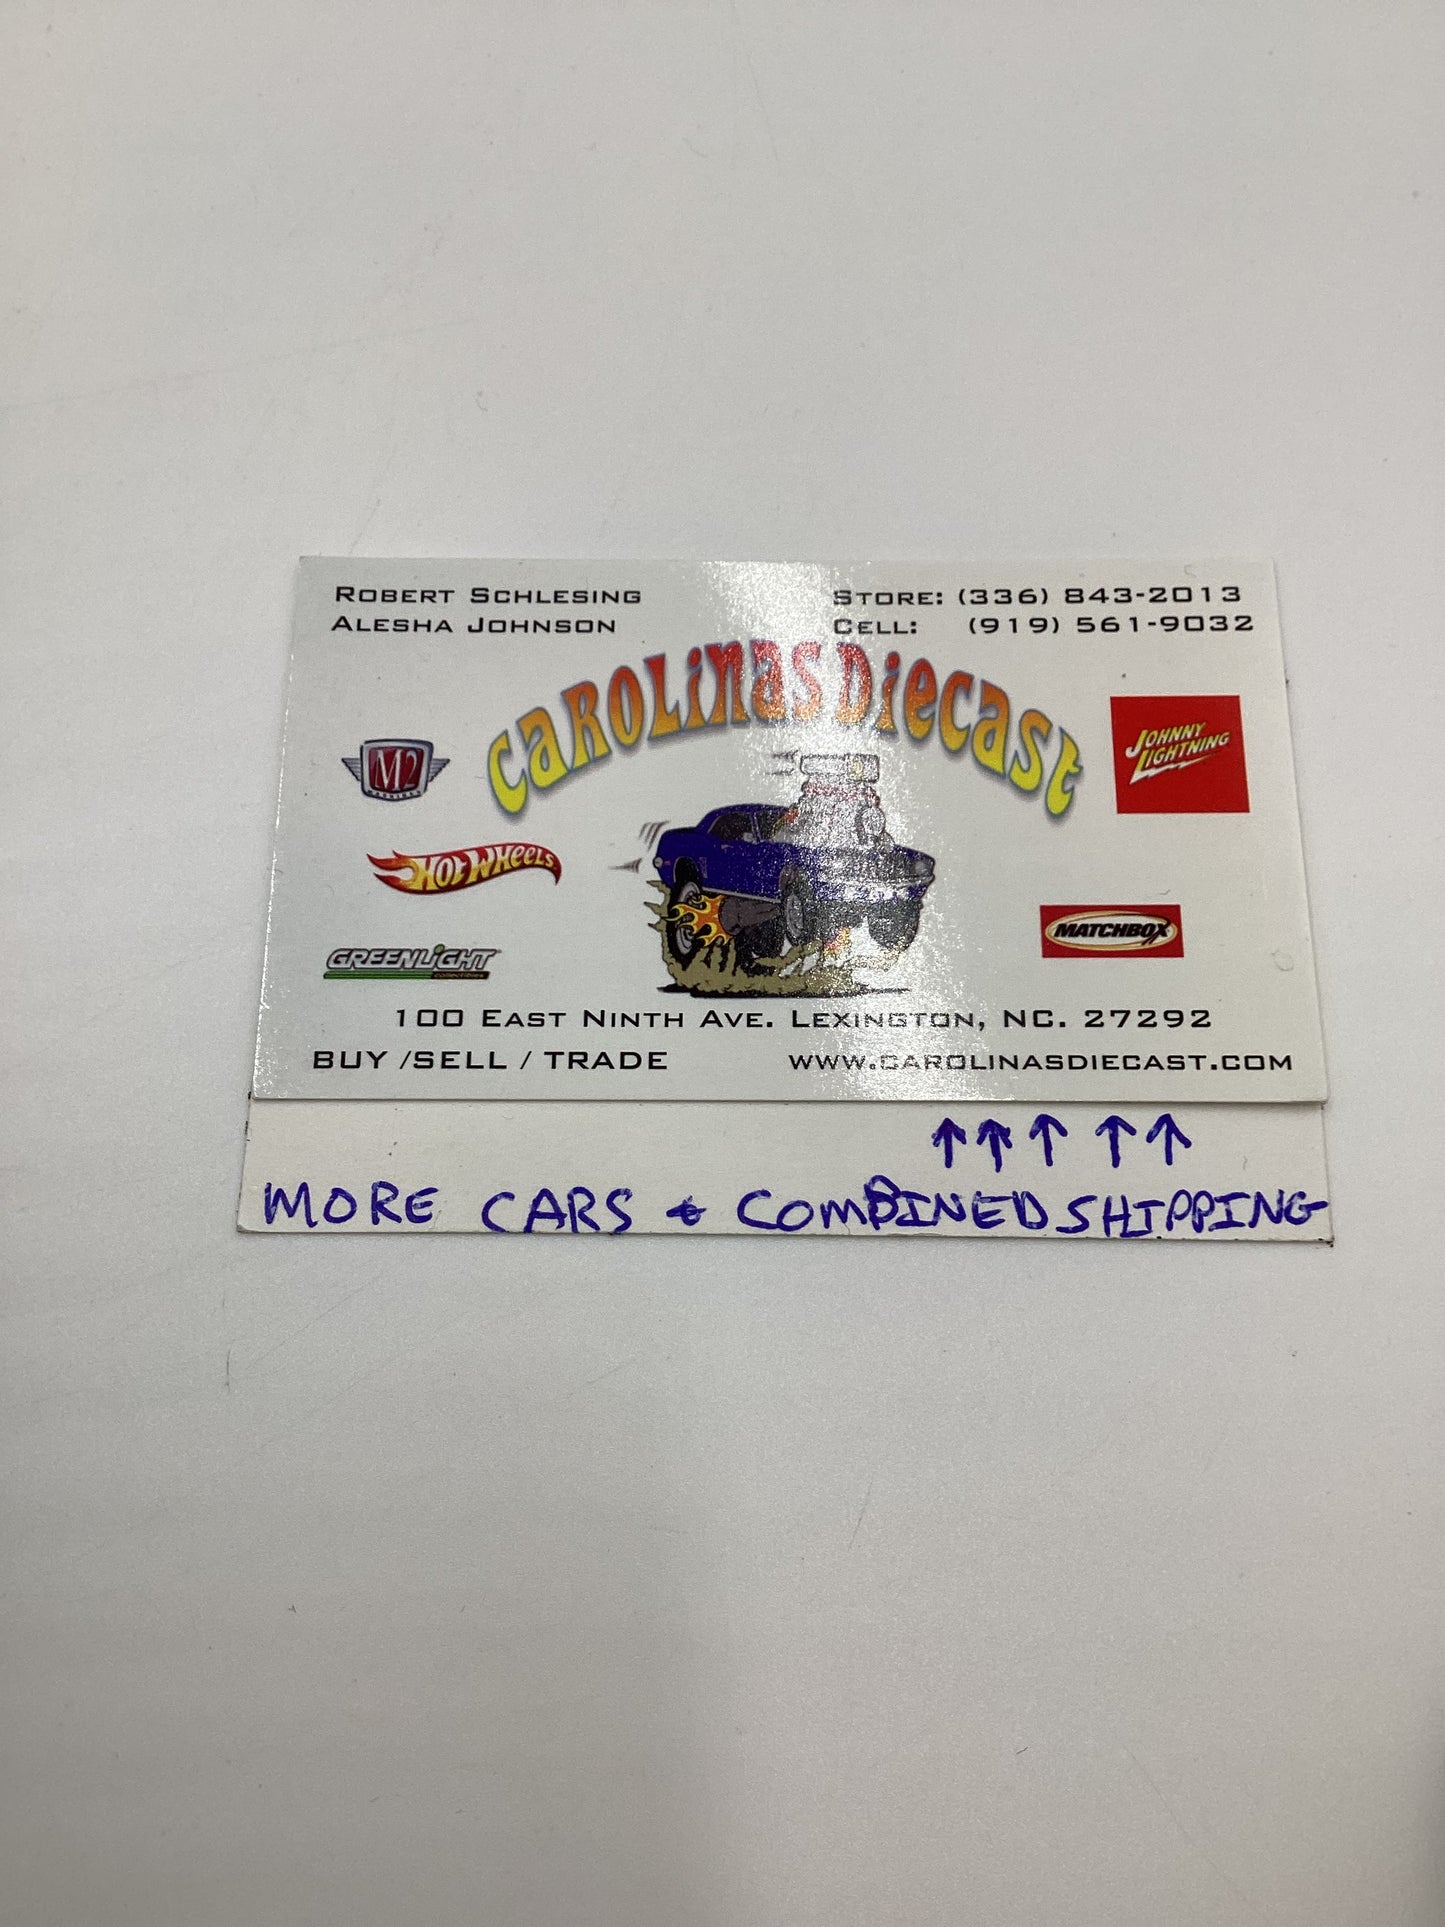 ROBERT SCHLESING
ALESHA JOHNSON
STORE: (336) 843-2013
CELL: (919) 561-9032
CAROLINAS DIECAST
M2
MACHINES
JOHNNY
LIGHTNING
HOT WHEELS
GREENLIGHT
collectibles
MATCHBOX
100 EAST NINTH AVE. LEXINGTON, NC. 27292
BUY /SELL / TRADE
WWW.CAROLINASDIECAST.COM
↑↑↑ ↑↑
MORE CARS & COMBINED SHIPPING